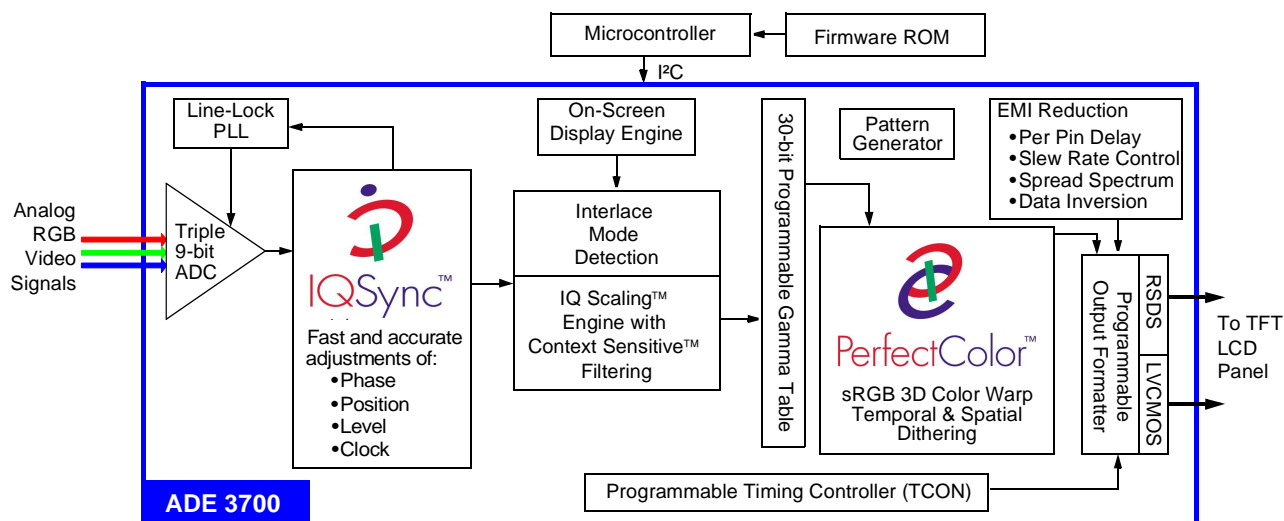 Microcontroller
Firmware ROM
I²C
Line-Lock
PLL
On-Screen
Display Engine
30-bit Programmable Gamma Table
Pattern
Generator
EMI Reduction
•Per Pin Delay
•Slew Rate Control
•Spread Spectrum
•Data Inversion
Analog
RGB
Video
Signals
Triple
9-bit
ADC
IQSync™
Fast and accurate
adjustments of:
•Phase
•Position
•Level
•Clock
Interlace
Mode
Detection
IQ Scaling™
Engine with
Context Sensitive™
Filtering
PerfectColor™
sRGB 3D Color Warp
Temporal & Spatial
Dithering
Programmable
Output Formatter
RSDS
LVCMOS
To TFT
LCD
Panel
Programmable Timing Controller (TCON)
ADE 3700